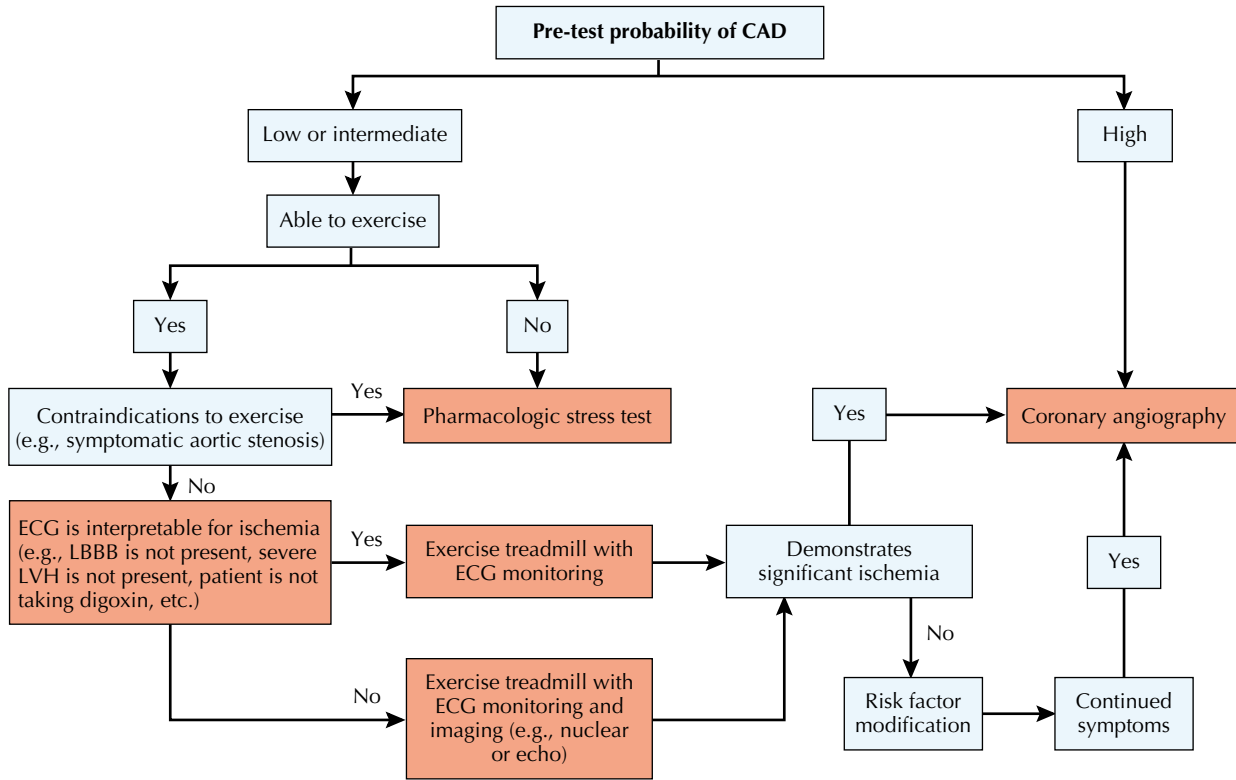 Pre-test probability of CAD
Low or intermediate
High
Able to exercise
Yes
No
Contraindications to exercise
(e.g., symptomatic aortic stenosis)
Yes
Pharmacologic stress test
Yes
Coronary angiography
No
ECG is interpretable for ischemia
(e.g., LBBB is not present, severe
LVH is not present, patient is not
taking digoxin, etc.)
Yes
Exercise treadmill with
ECG monitoring
Demonstrates
significant ischemia
Yes
No
No
Exercise treadmill with
ECG monitoring and
imaging (e.g., nuclear
or echo)
Risk factor
modification
Continued
symptoms